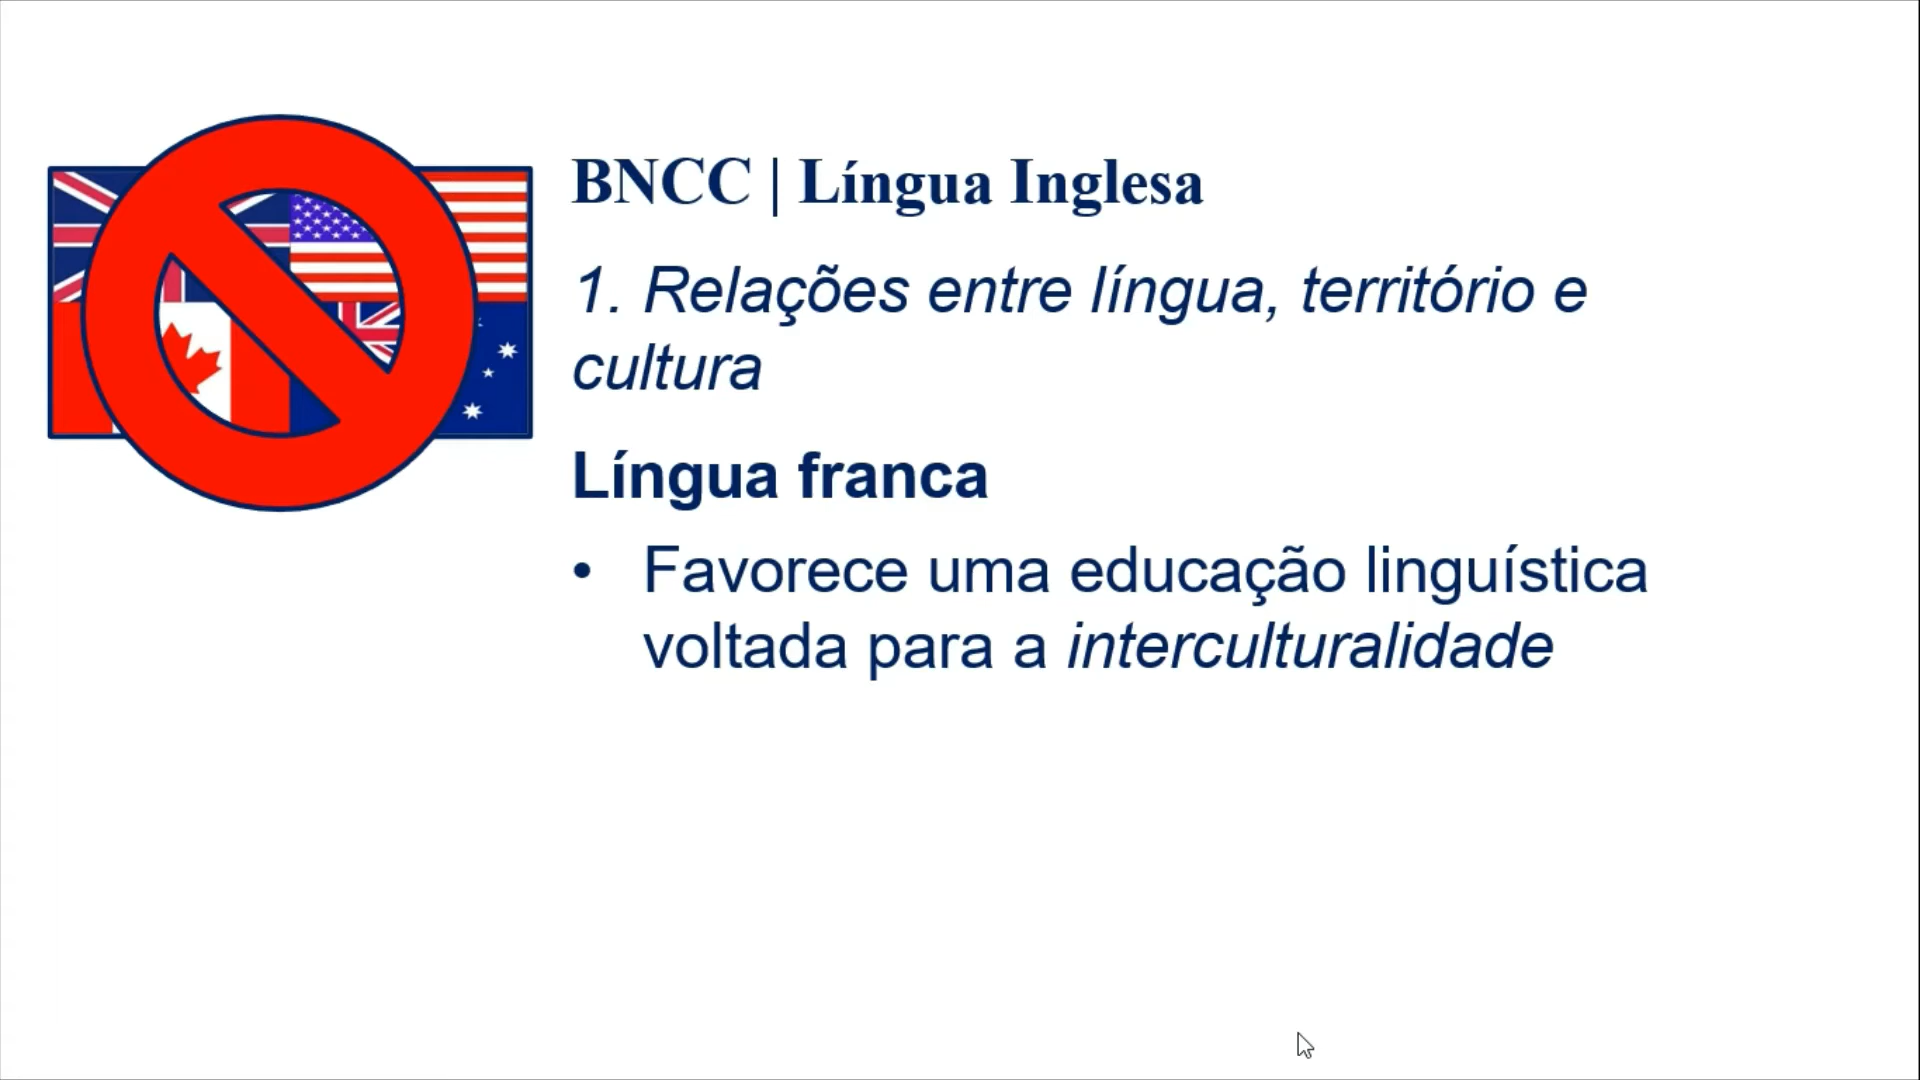 BNCC | Língua Inglesa
1. Relações entre língua, território e
cultura
Língua franca
• Favorece uma educação linguística
voltada para a interculturalidade